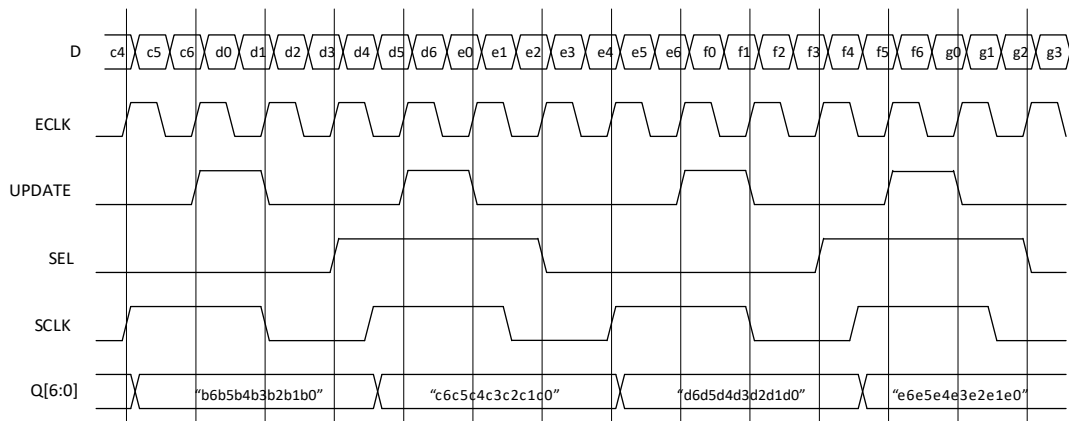 D c4 c5 c6 d0 d1 d2 d3 d4 d5 d6 e0 e1 e2 e3 e4 e5 e6 f0 f1 f2 f3 f4 f5 f6 g0 g1 g2 g3
ECLK
UPDATE
SEL
SCLK
Q[6:0] “b6b5b4b3b2b1b0” “c6c5c4c3c2c1c0” “d6d5d4d3d2d1d0” “e6e5e4e3e2e1e0”